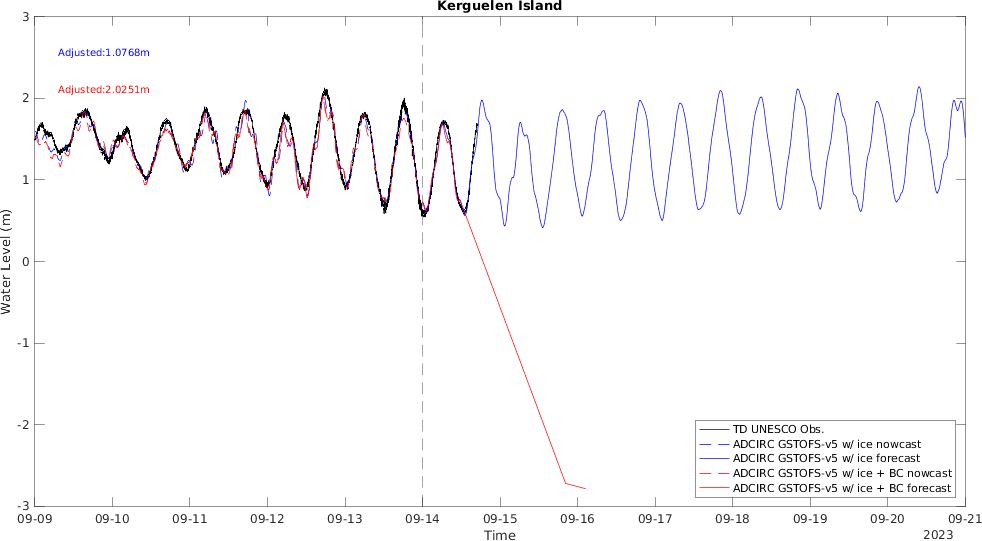 Kerguelen Island
Adjusted:1.0768m
Adjusted:2.0251m
3
2
1
0
-1
-2
-3
Water Level (m)
TD UNESCO Obs.
ADCIRC GSTOFS-v5 w/ ice nowcast
ADCIRC GSTOFS-v5 w/ ice forecast
ADCIRC GSTOFS-v5 w/ ice + BC nowcast
ADCIRC GSTOFS-v5 w/ ice + BC forecast
09-09 09-10 09-11 09-12 09-13 09-14 09-15 09-16 09-17 09-18 09-19 09-20 09-21
Time
2023